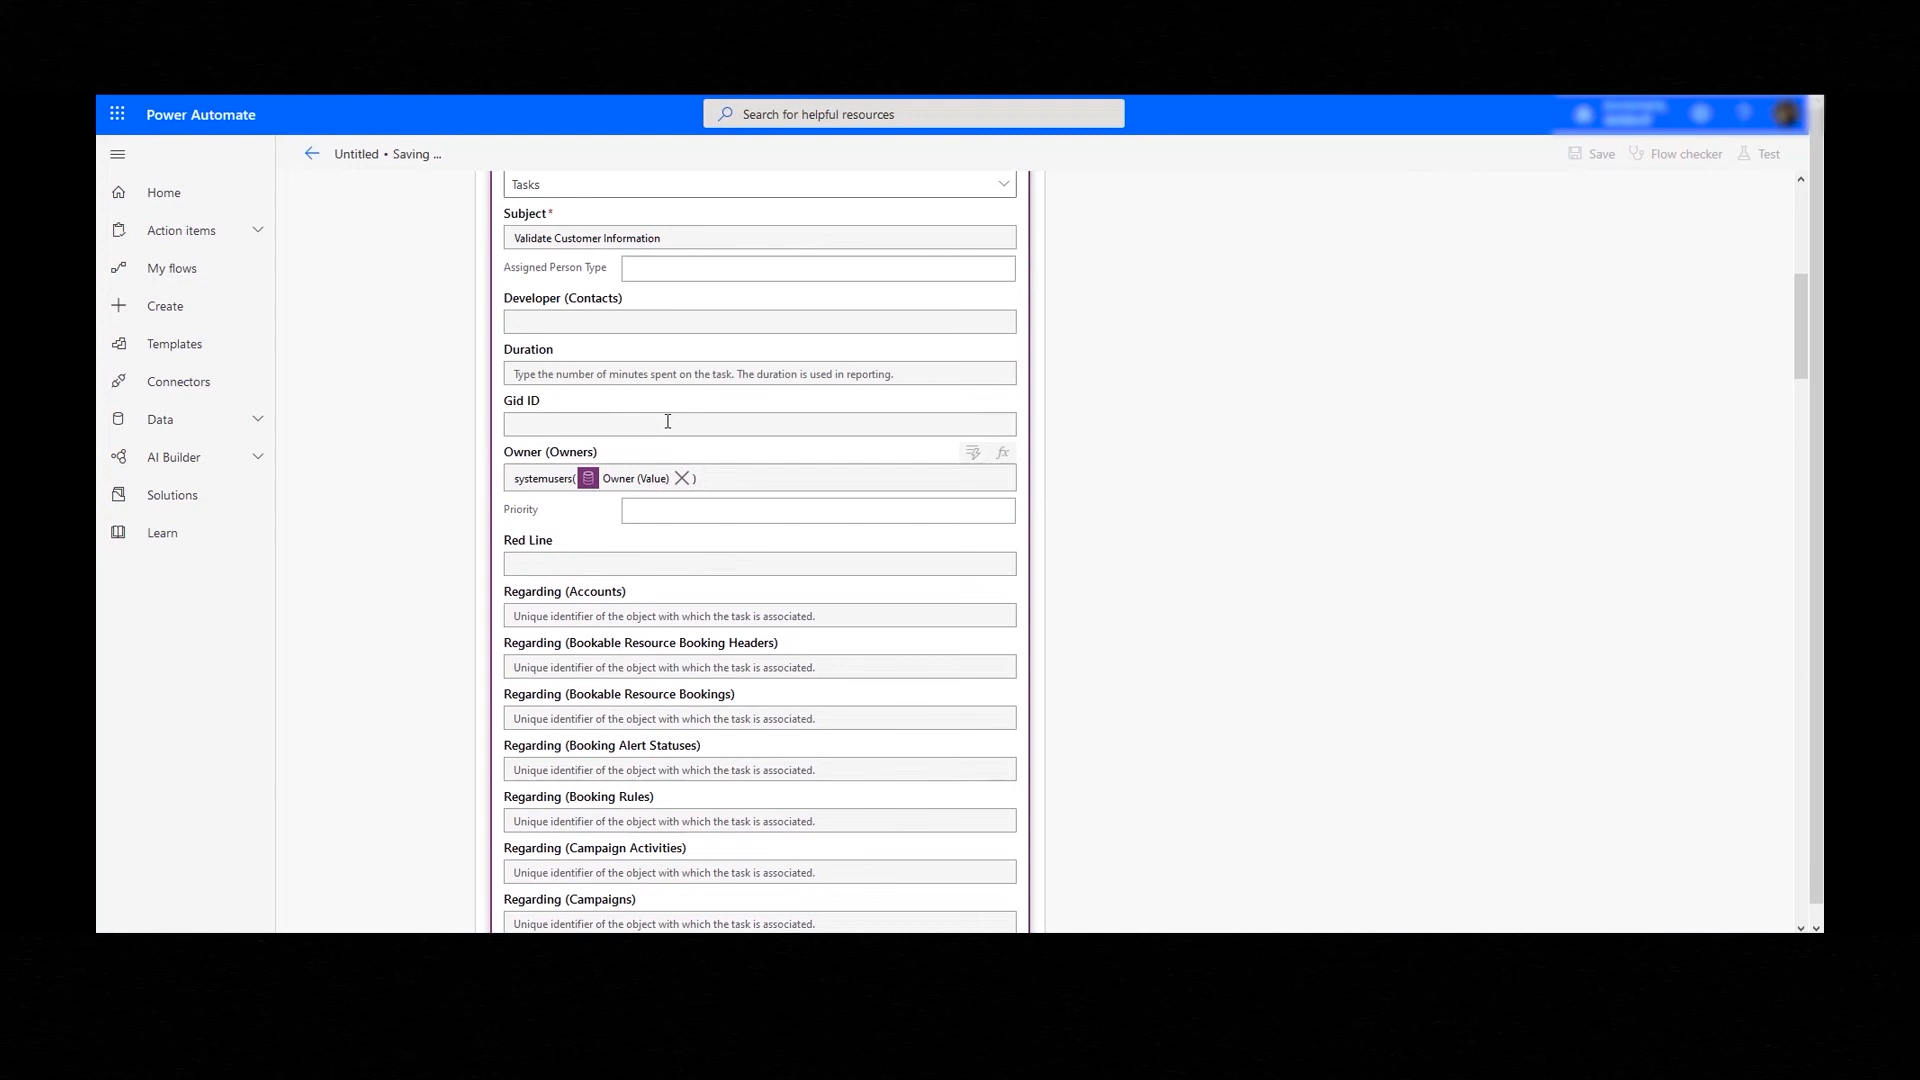 Power Automate
Search for helpful resources
Untitled • Saving ...
Save
Flow checker
Test
Home
Action items
My flows
Create
Templates
Connectors
Data
AI Builder
Solutions
Learn
Tasks
Subject*
Validate Customer Information
Assigned Person Type
Developer (Contacts)
Duration
Type the number of minutes spent on the task. The duration is used in reporting.
Gid ID
Owner (Owners)
fx
systemusers( Owner (Value) )
Priority
Red Line
Regarding (Accounts)
Unique identifier of the object with which the task is associated.
Regarding (Bookable Resource Booking Headers)
Unique identifier of the object with which the task is associated.
Regarding (Bookable Resource Bookings)
Unique identifier of the object with which the task is associated.
Regarding (Booking Alert Statuses)
Unique identifier of the object with which the task is associated.
Regarding (Booking Rules)
Unique identifier of the object with which the task is associated.
Regarding (Campaign Activities)
Unique identifier of the object with which the task is associated.
Regarding (Campaigns)
Unique identifier of the object with which the task is associated.